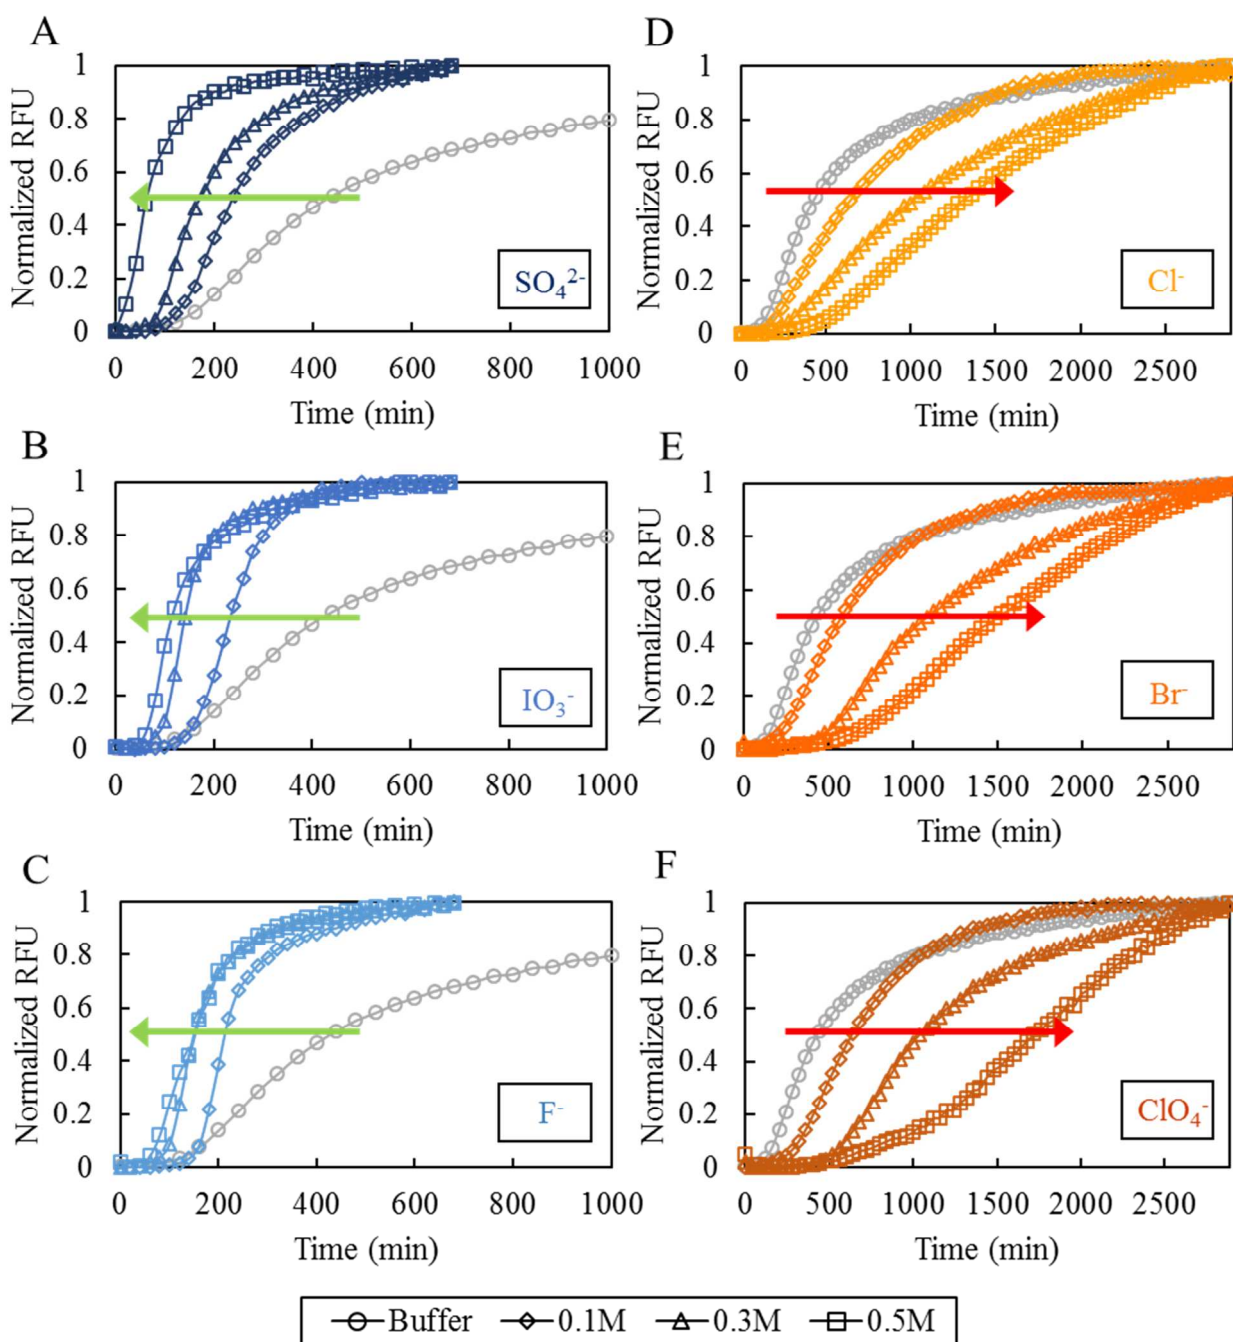 A
Normalized RFU
1
0.8
0.6
0.4
0.2
0
0 200 400 600 800 1000
Time (min)
SO₄²⁻
D
Normalized RFU
1
0.8
0.6
0.4
0.2
0
0 500 1000 1500 2000 2500
Time (min)
Cl⁻
B
Normalized RFU
1
0.8
0.6
0.4
0.2
0
0 200 400 600 800 1000
Time (min)
IO₃⁻
E
Normalized RFU
1
0.8
0.6
0.4
0.2
0
0 500 1000 1500 2000 2500
Time (min)
Br⁻
C
Normalized RFU
1
0.8
0.6
0.4
0.2
0
0 200 400 600 800 1000
Time (min)
F⁻
F
Normalized RFU
1
0.8
0.6
0.4
0.2
0
0 500 1000 1500 2000 2500
Time (min)
ClO₄⁻
Buffer 0.1M 0.3M 0.5M